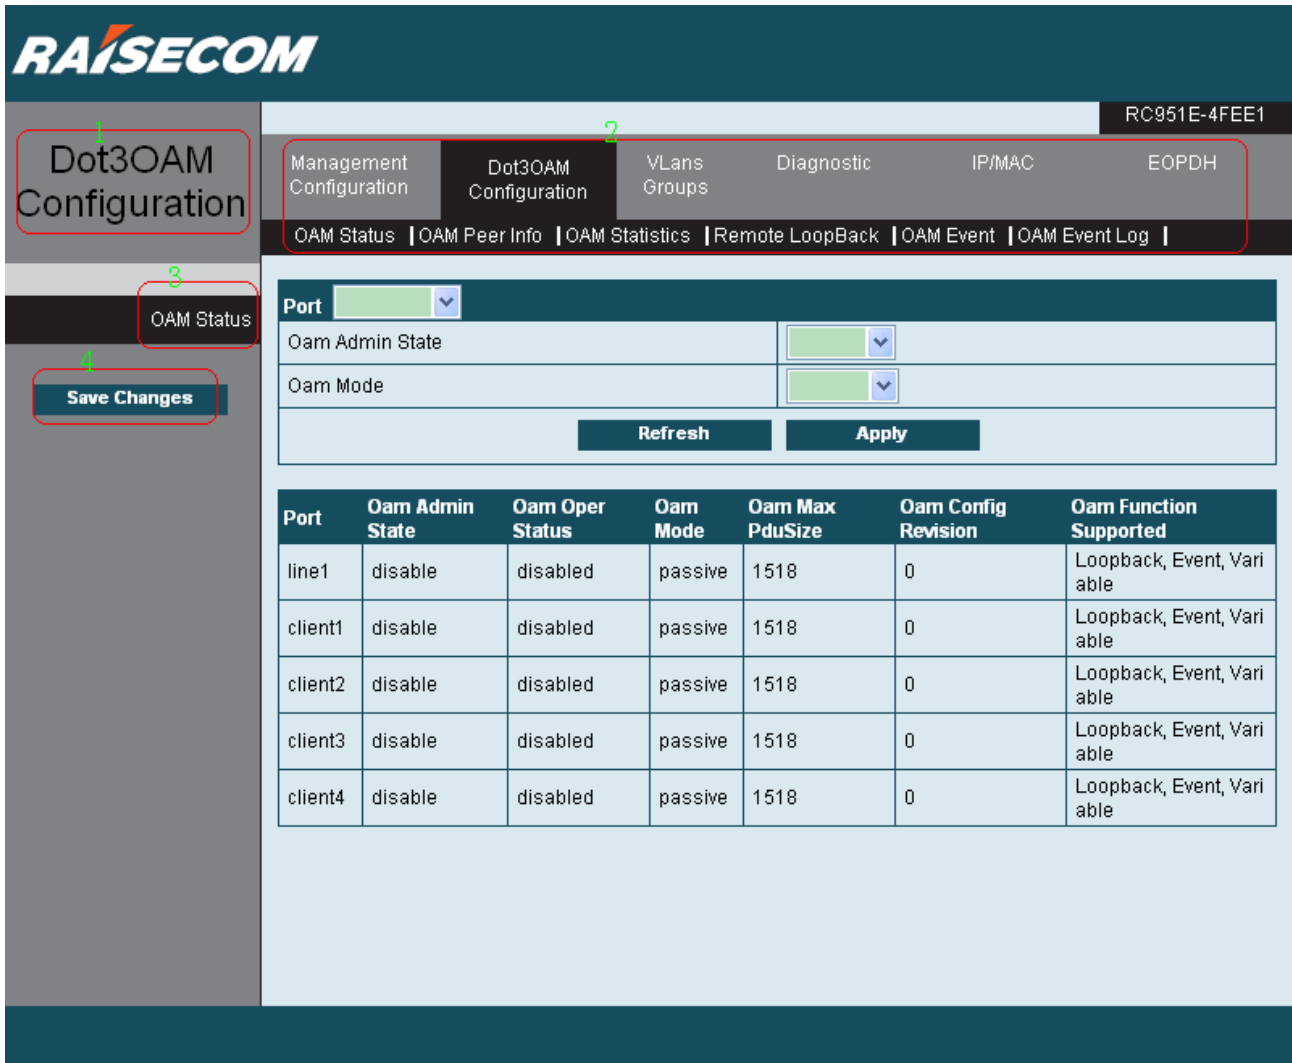 RAISECOM
RC951E-4FEE1
1
Dot3OAM
Configuration
2
Management
Configuration
Dot3OAM
Configuration
VLans
Groups
Diagnostic
IP/MAC
EOPDH
OAM Status | OAM Peer Info | OAM Statistics | Remote LoopBack | OAM Event | OAM Event Log |
3
OAM Status
4
Save Changes
Port
Oam Admin State
Oam Mode
Refresh Apply
Port Oam Admin State Oam Oper Status Oam Mode Oam Max PduSize Oam Config Revision Oam Function Supported
line1 disable disabled passive 1518 0 Loopback, Event, Vari
able
client1 disable disabled passive 1518 0 Loopback, Event, Vari
able
client2 disable disabled passive 1518 0 Loopback, Event, Vari
able
client3 disable disabled passive 1518 0 Loopback, Event, Vari
able
client4 disable disabled passive 1518 0 Loopback, Event, Vari
able